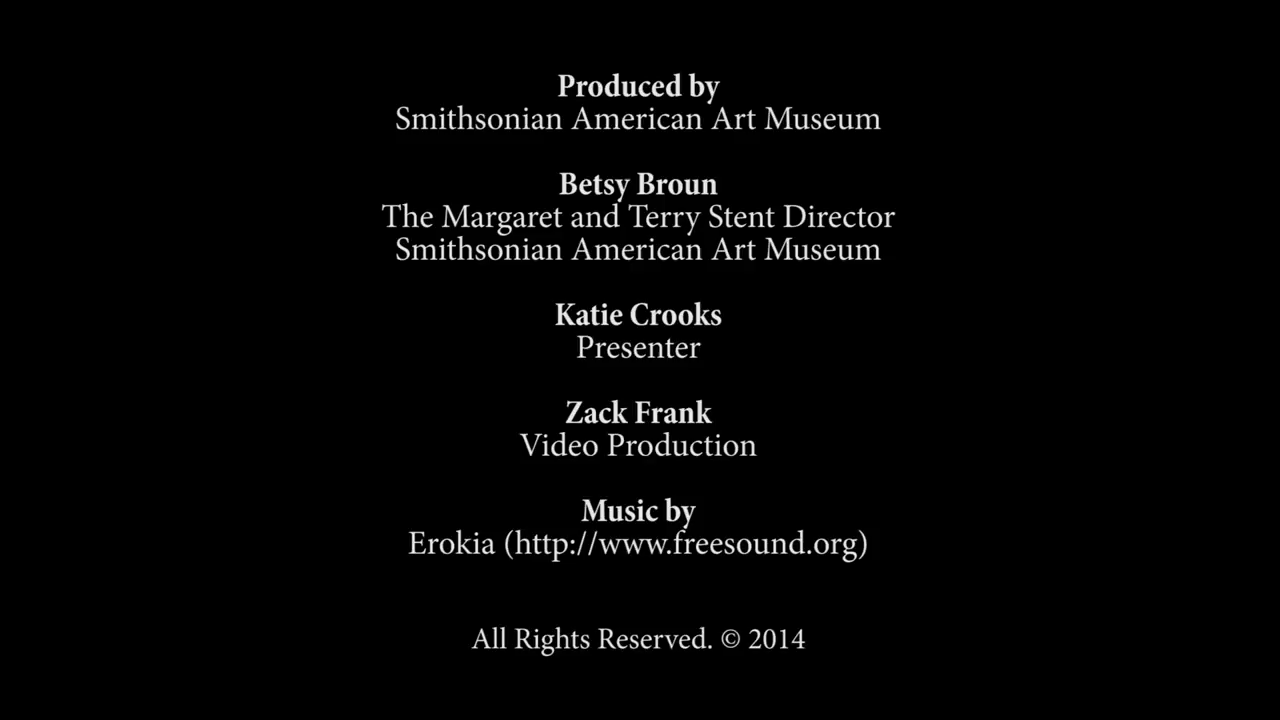 Produced by
Smithsonian American Art Museum
Betsy Broun
The Margaret and Terry Stent Director
Smithsonian American Art Museum
Katie Crooks
Presenter
Zack Frank
Video Production
Music by
Erokia (http://www.freesound.org)
All Rights Reserved. © 2014